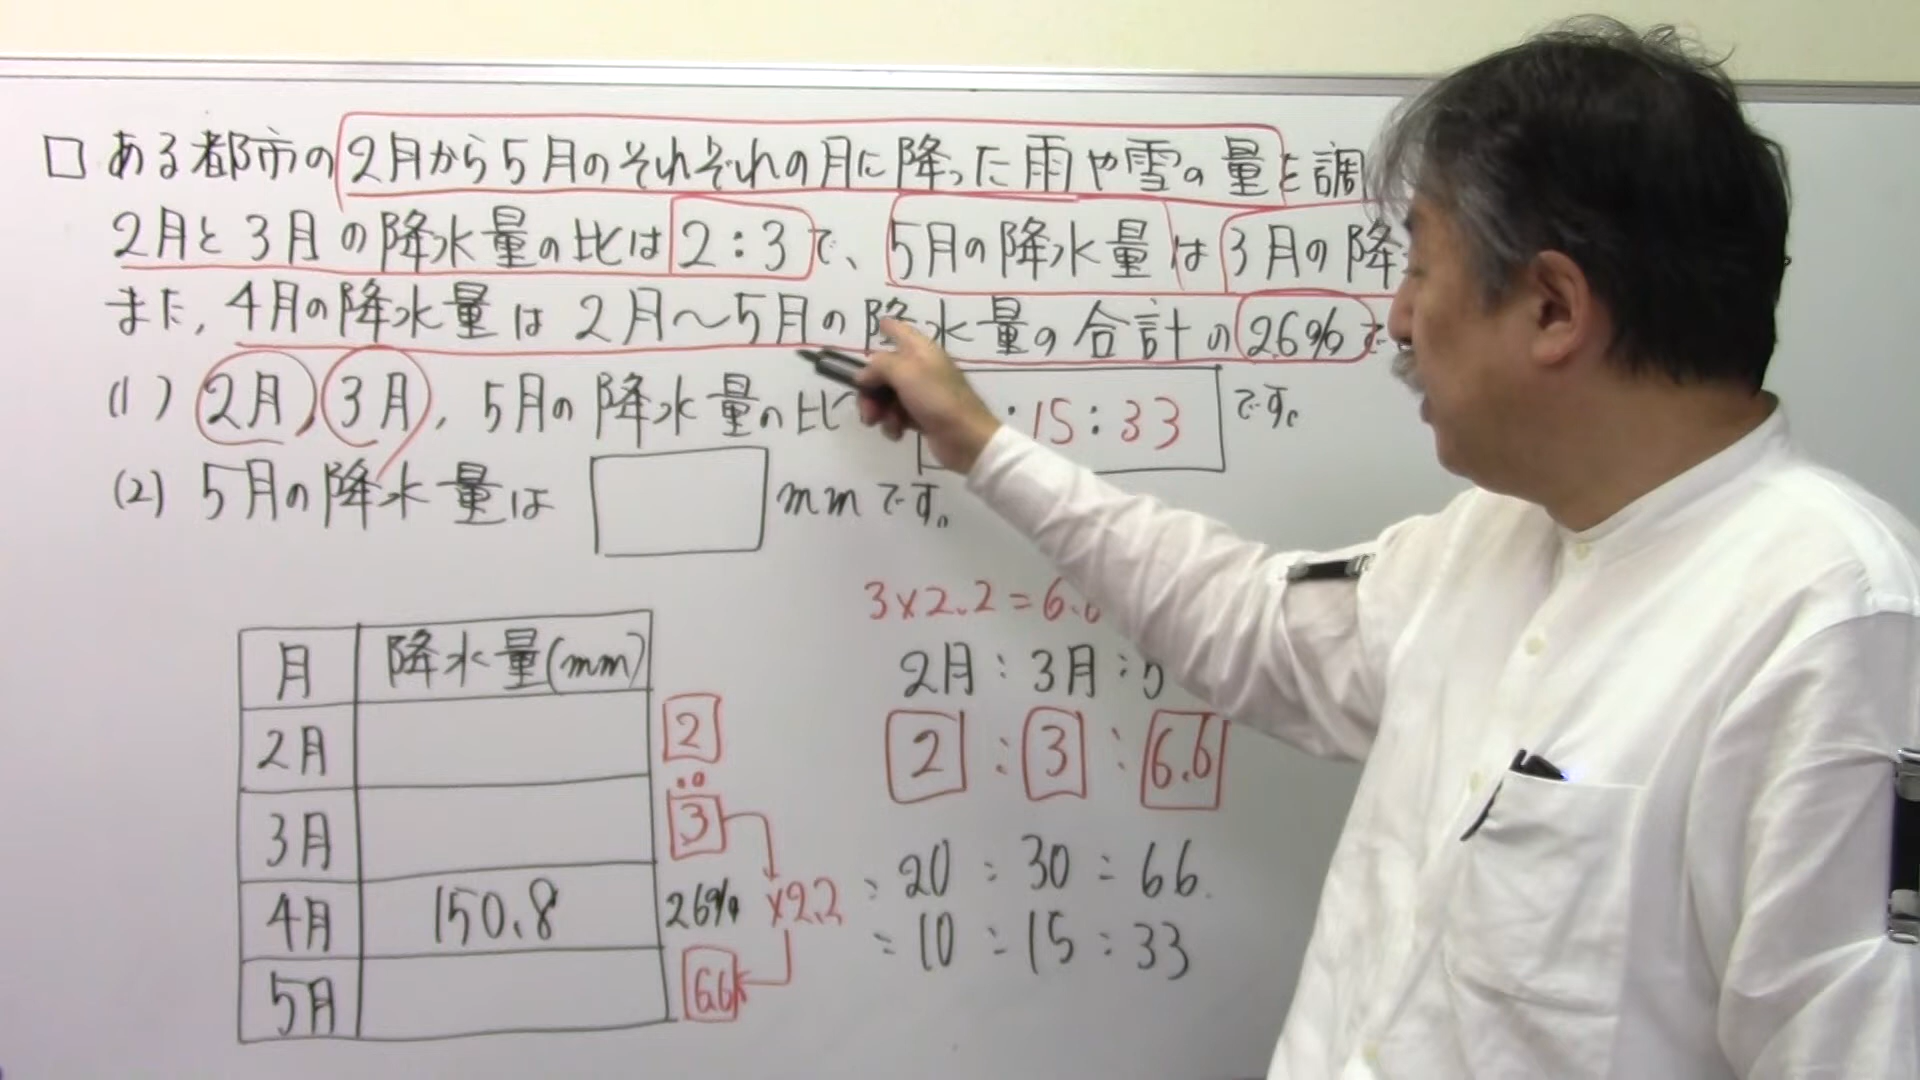 □ ある都市の2月から5月のそれぞれの月に降った雨や雪の量を調
2月と3月の降水量の比は2:3で、5月の降水量は3月の降
また、4月の降水量は2月〜5月の降水量の合計の26%で
(1) 2月,3月,5月の降水量の比 :15:33 です。
(2) 5月の降水量は mmです。
3×2.2=6.6
2月:3月:5
2:3:6.6
=20:30:66.
=10:15:33
月 降水量(mm)
2月 2
:
3月 3
4月 150.8 26% ×2.2
5月 6.6